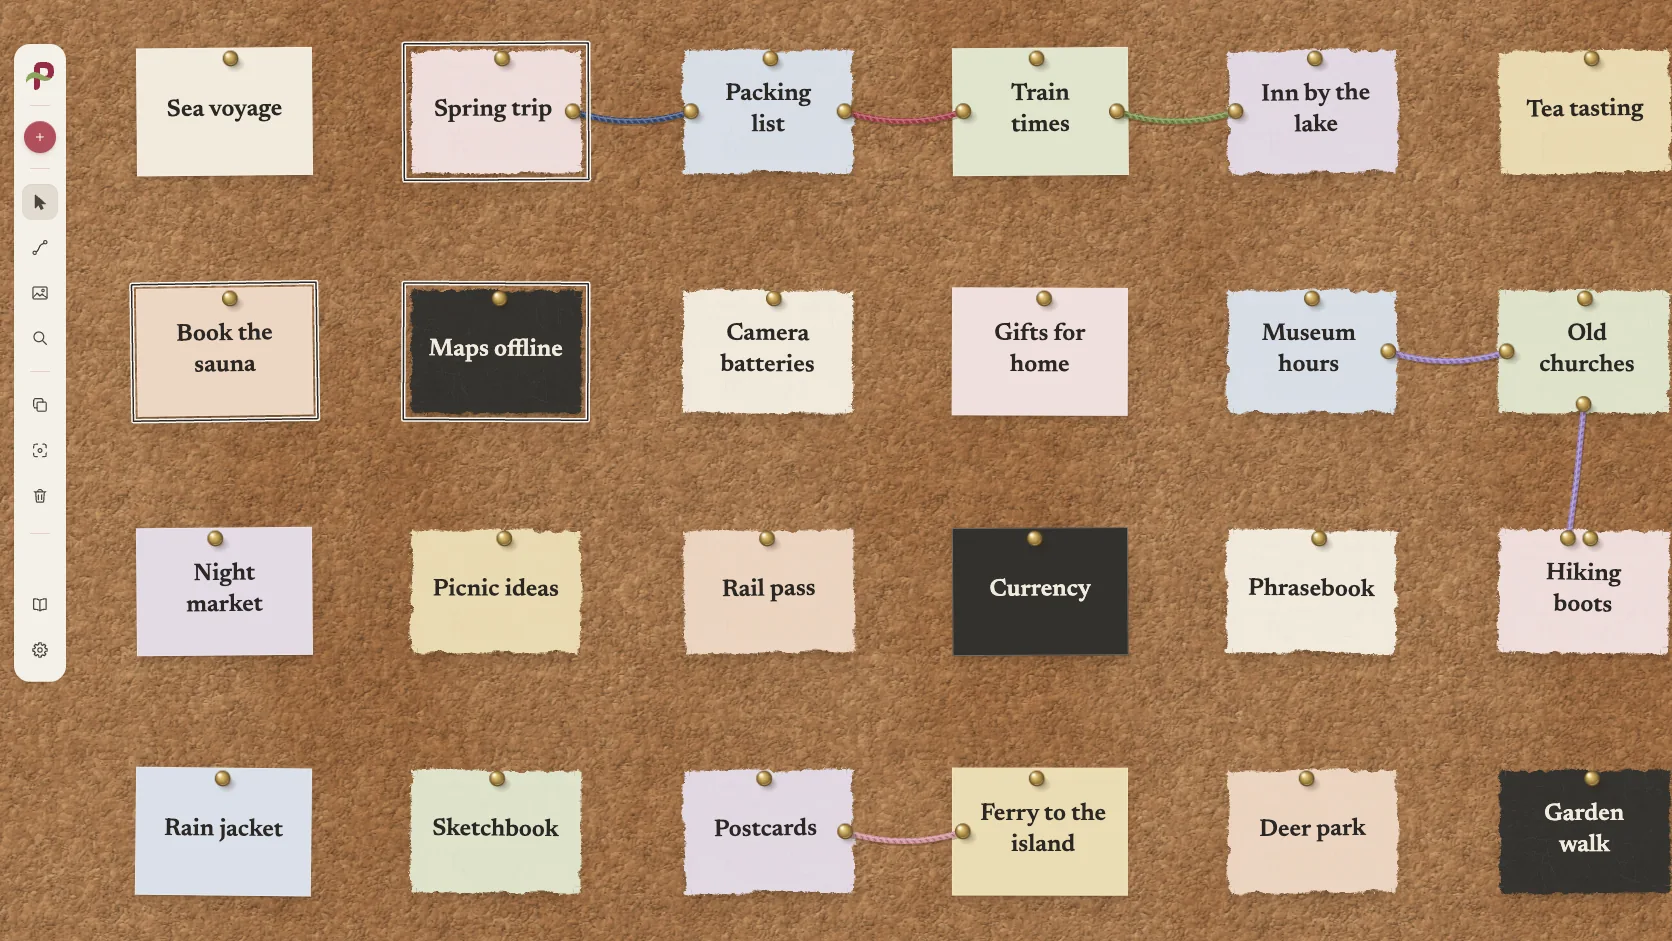 Sea voyage
Spring trip
Packing
list
Train
times
Inn by the
lake
Tea tasting
Book the
sauna
Maps offline
Camera
batteries
Gifts for
home
Museum
hours
Old
churches
Night
market
Picnic ideas
Rail pass
Currency
Phrasebook
Hiking
boots
Rain jacket
Sketchbook
Postcards
Ferry to the
island
Deer park
Garden
walk